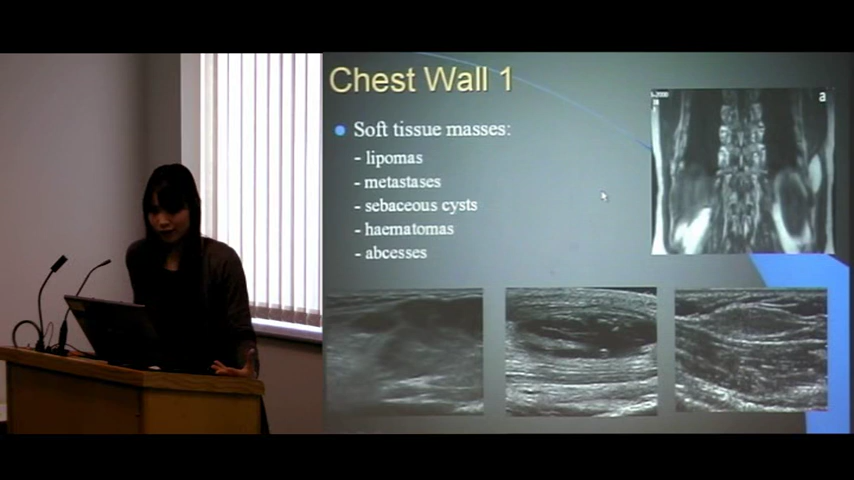 Chest Wall 1
Soft tissue masses:
- lipomas
- metastases
- sebaceous cysts
- haematomas
- abcesses
a